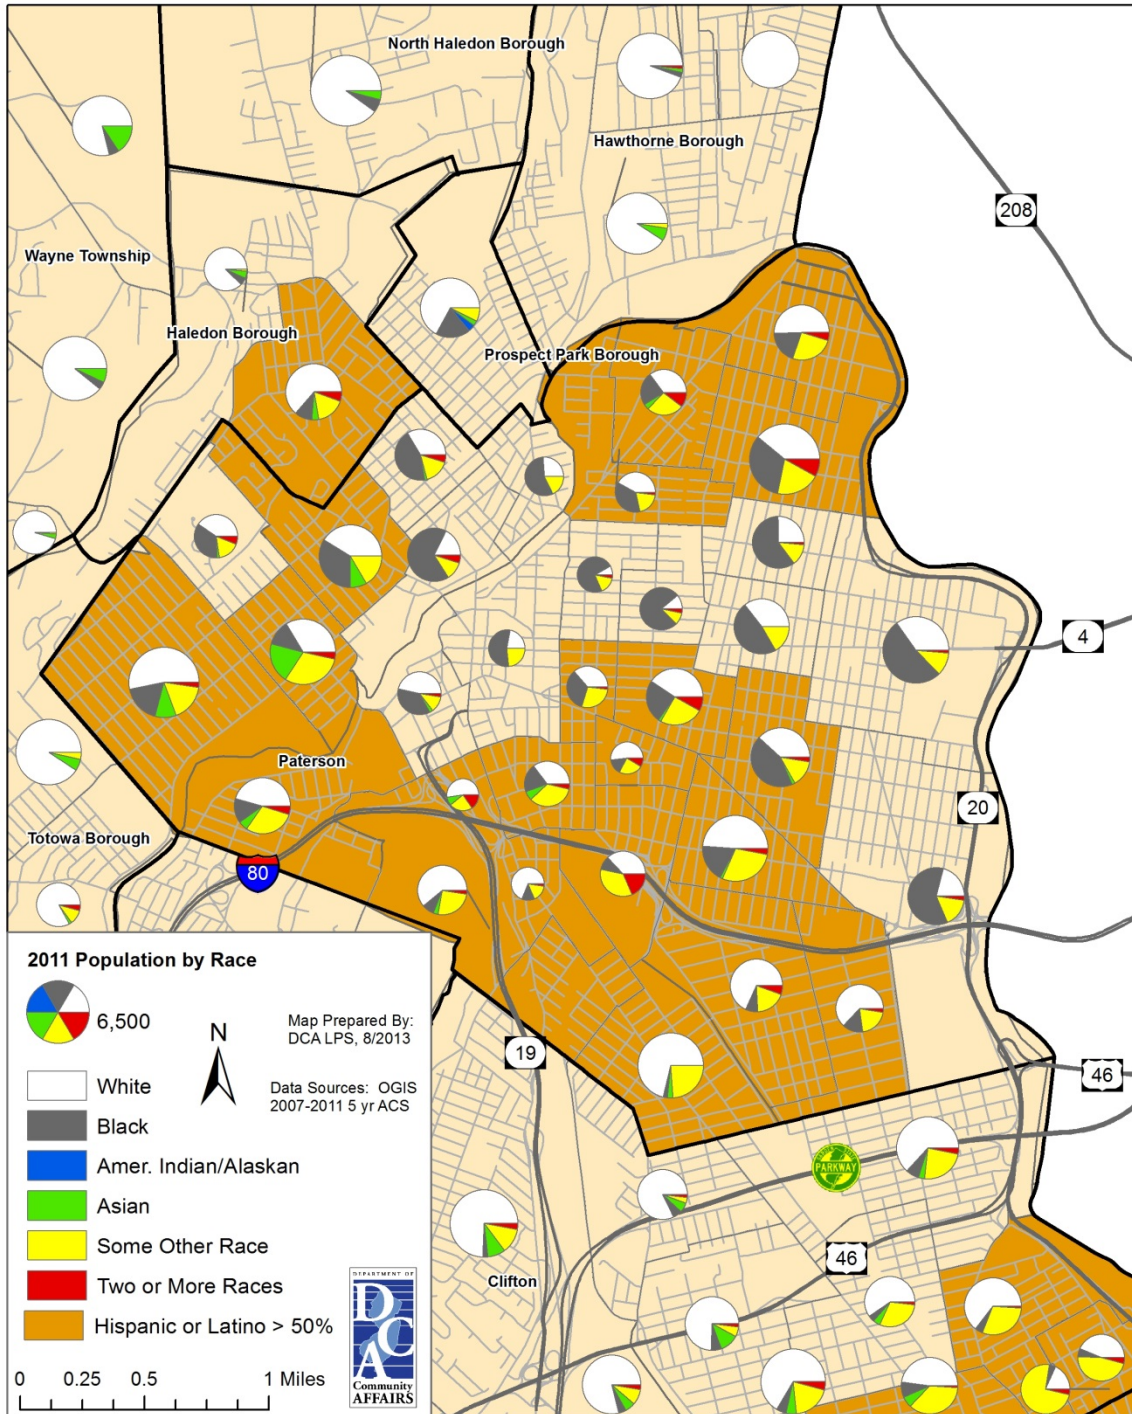 North Haledon Borough
Hawthorne Borough
208
Wayne Township
Haledon Borough
Prospect Park Borough
4
Paterson
20
Totowa Borough
80
2011 Population by Race
6,500
N
Map Prepared By:
DCA LPS, 8/2013
Data Sources: OGIS
2007-2011 5 yr ACS
White
Black
Amer. Indian/Alaskan
Asian
Some Other Race
Two or More Races
Hispanic or Latino > 50%
0 0.25 0.5 1 Miles
DEPARTMENT OF
DCA
Community
AFFAIRS
19
46
PARKWAY
46
Clifton